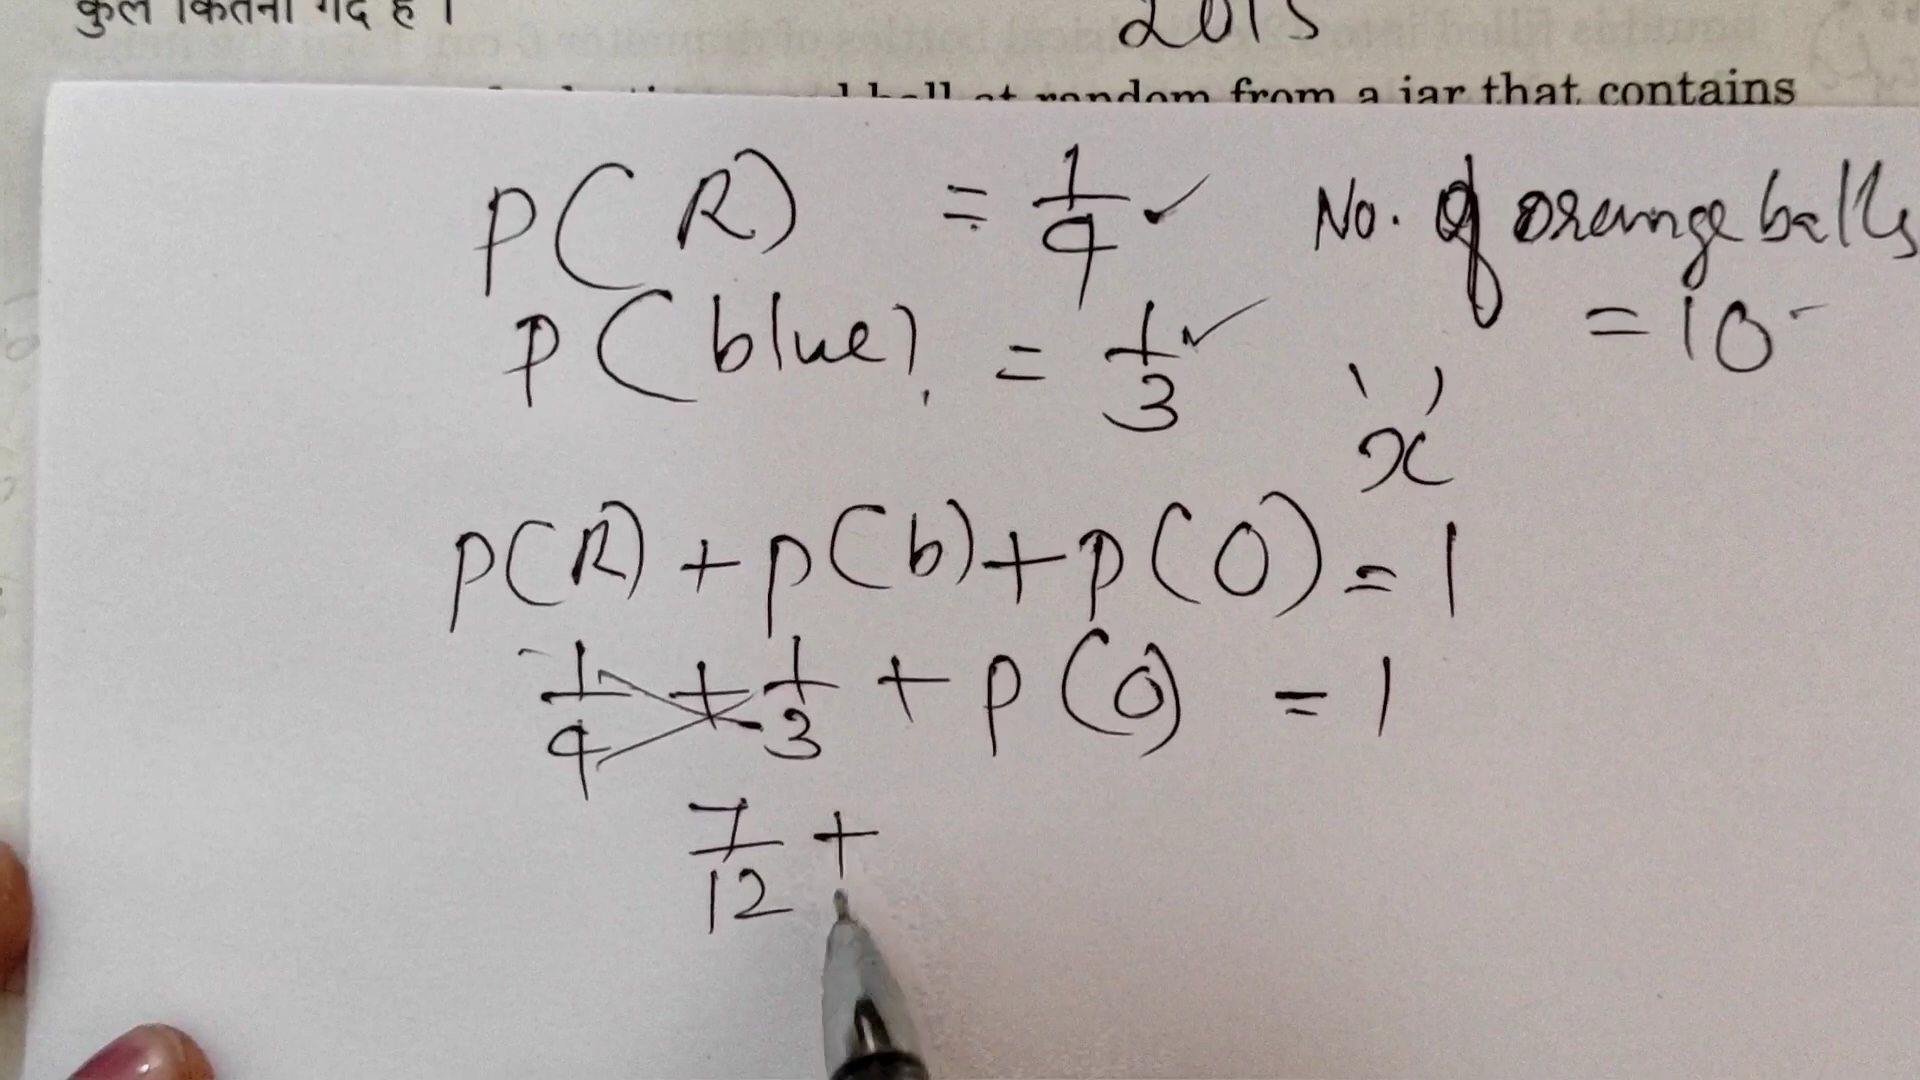 कुल कितनी गेंदें हैं ।
2015
ball at random from a jar that contains
P(R) = 1/4 ✓ No. of orange balls
= 10
P(blue) = 1/3 ✓
'x'
P(R) + P(b) + P(O) = 1
1/4 + 1/3 + P(O) = 1
7/12 +